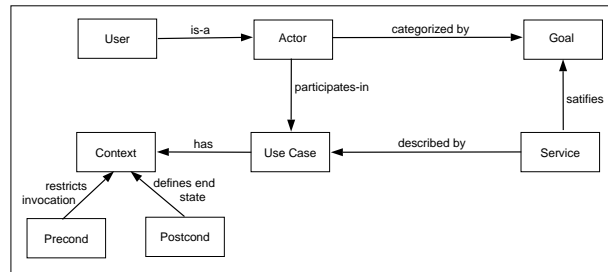 User
is-a
Actor
categorized by
Goal
participates-in
satifies
Context
has
Use Case
described by
Service
restricts
invocation
defines end
state
Precond
Postcond